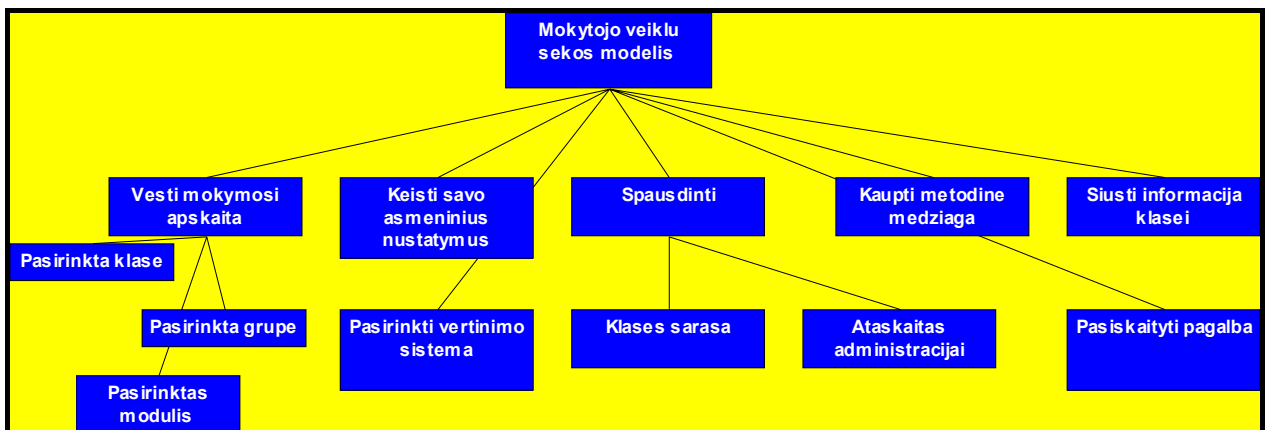 Mokytojo veiklu
sekos modelis
Vesti mokymosi
apskaita
Keisti savo
asmeninius
nustatymus
Spausdinti
Kaupti metodine
medziaga
Siusti informacija
klasei
Pasirinkta klase
Pasirinkta grupe
Pasirinkti vertinimo
sistema
Klases sarasa
Ataskaitas
administracijai
Pasiskaityti pagalba
Pasirinktas
modulis